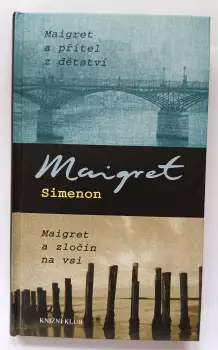 Maigret
a přítel
z dětství
Maigret
Simenon
Maigret
a zločin
na vsi
KNIŽNÍ KLUB